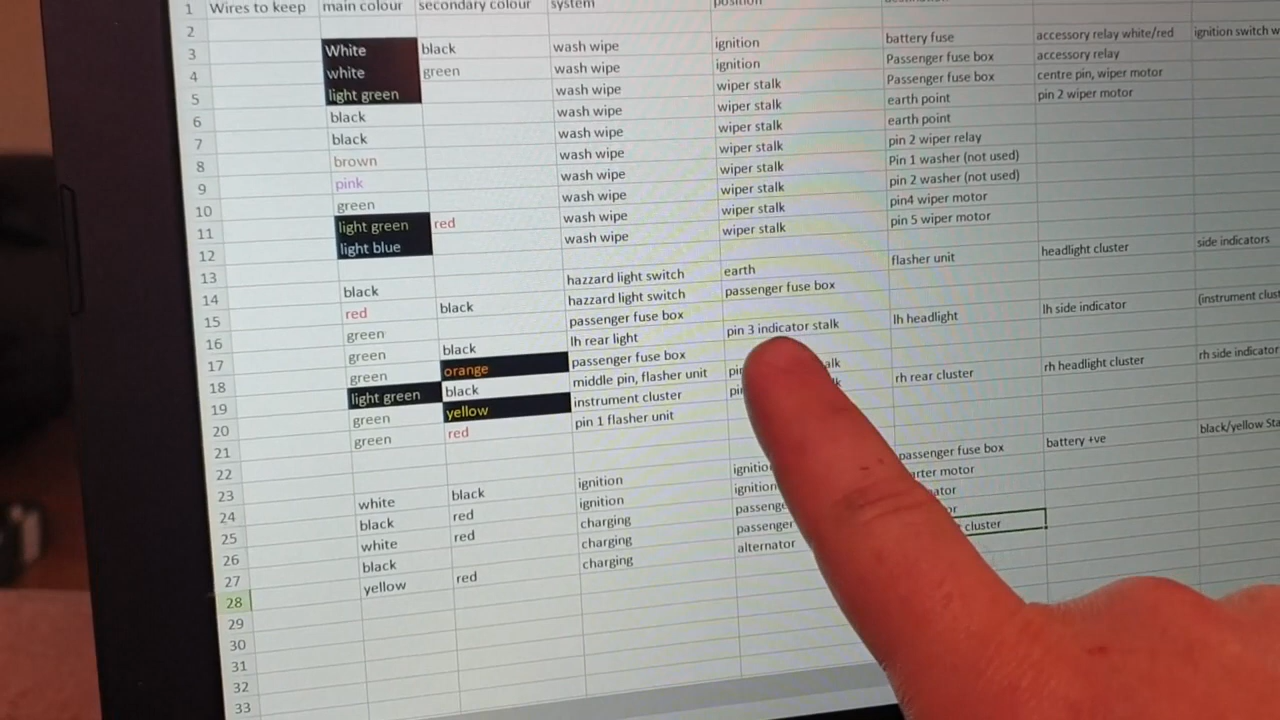 1 Wires to keep main colour secondary colour system position
2
3 White black wash wipe ignition battery fuse accessory relay white/red ignition switch w
4 white green wash wipe ignition Passenger fuse box accessory relay
5 light green wash wipe wiper stalk Passenger fuse box centre pin, wiper motor
6 black wash wipe wiper stalk earth point pin 2 wiper motor
7 black wash wipe wiper stalk earth point
8 brown wash wipe wiper stalk pin 2 wiper relay
9 pink wash wipe wiper stalk Pin 1 washer (not used)
10 green wash wipe wiper stalk pin 2 washer (not used)
11 light green red wash wipe wiper stalk pin4 wiper motor
12 light blue wash wipe wiper stalk pin 5 wiper motor
13
14 black hazzard light switch earth flasher unit headlight cluster side indicators
15 red black hazzard light switch passenger fuse box
16 green passenger fuse box
17 green black lh rear light pin 3 indicator stalk lh headlight lh side indicator (instrument clust
18 green orange passenger fuse box
19 light green black middle pin, flasher unit
20 green yellow instrument cluster rh rear cluster rh headlight cluster rh side indicator
21 green red pin 1 flasher unit
22
23
24 white black ignition ignitio passenger fuse box battery +ve black/yellow Sta
25 black red ignition ignition arter motor
26 white red charging passenge
27 black charging passenger
28 yellow red charging alternator cluster
29
30
31
32
33